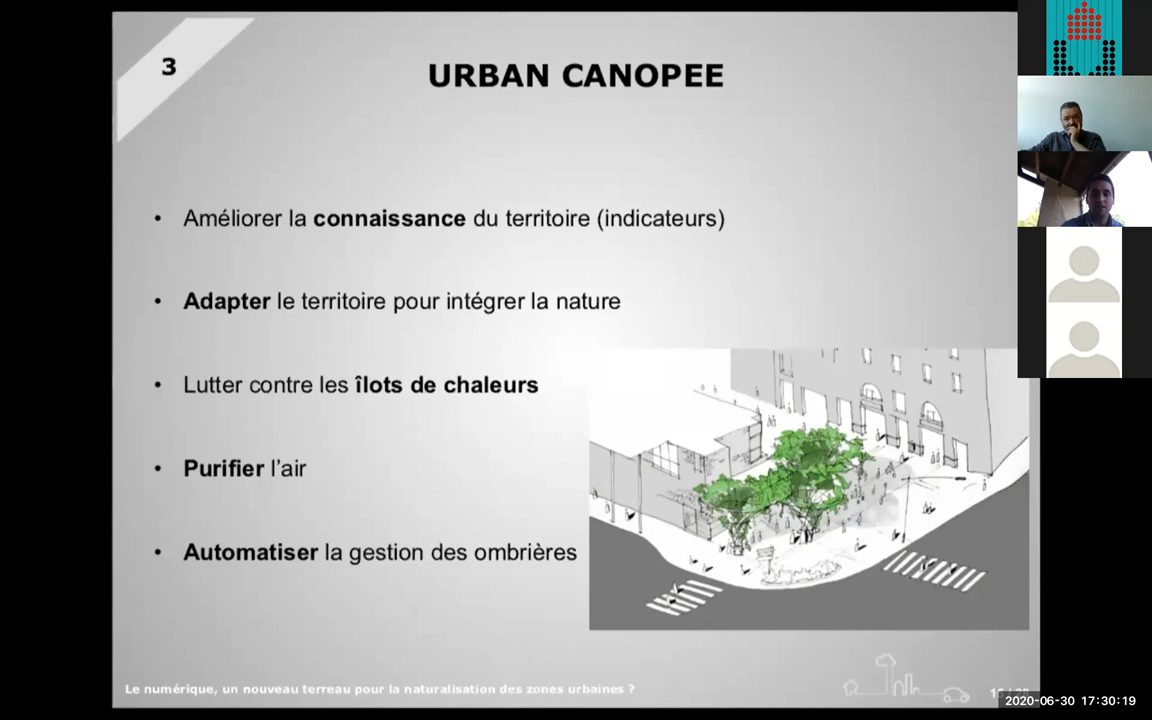 3
URBAN CANOPEE
• Améliorer la connaissance du territoire (indicateurs)
• Adapter le territoire pour intégrer la nature
• Lutter contre les îlots de chaleurs
• Purifier l'air
• Automatiser la gestion des ombrières
Le numérique, un nouveau terreau pour la naturalisation des zones urbaines ?
2020-06-30 17:30:19